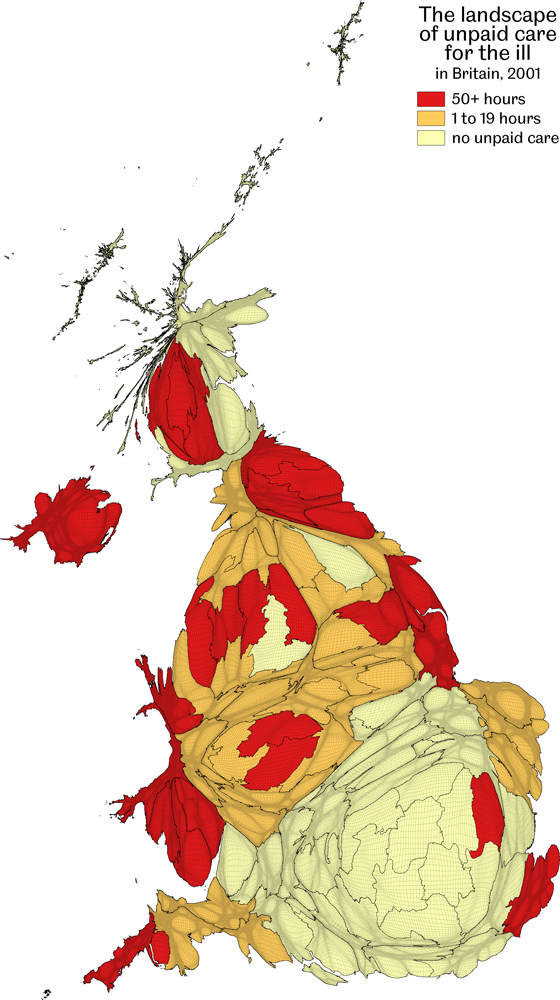 The landscape
of unpaid care
for the ill
in Britain, 2001
50+ hours
1 to 19 hours
no unpaid care